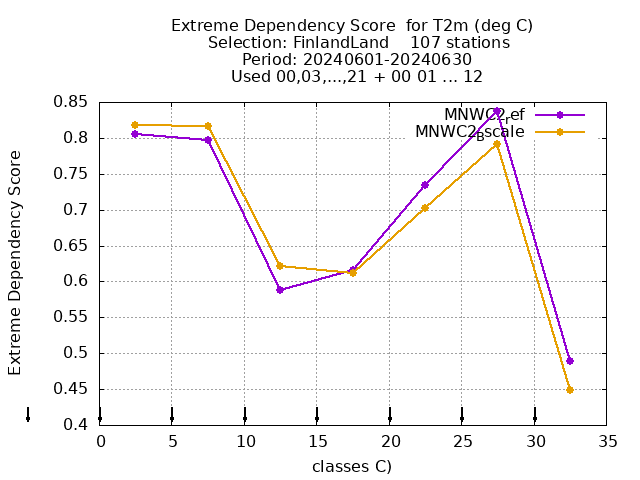 Extreme Dependency Score  for T2m (deg C)
Selection: FinlandLand    107 stations
Period: 20240601-20240630
Used 00,03,...,21 + 00 01 ... 12
MNWC2ref
MNWC2Bscale
Extreme Dependency Score
0.85
0.8
0.75
0.7
0.65
0.6
0.55
0.5
0.45
0.4
0 5 10 15 20 25 30 35
classes C)